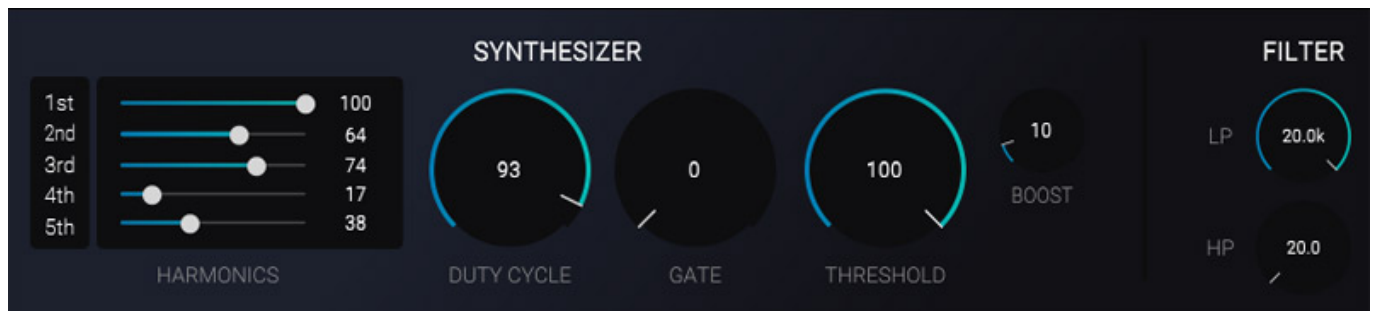 SYNTHESIZER
FILTER
1st 100
2nd 64
3rd 74
4th 17
5th 38
HARMONICS
93
DUTY CYCLE
0
GATE
100
THRESHOLD
10
BOOST
LP 20.0k
HP 20.0